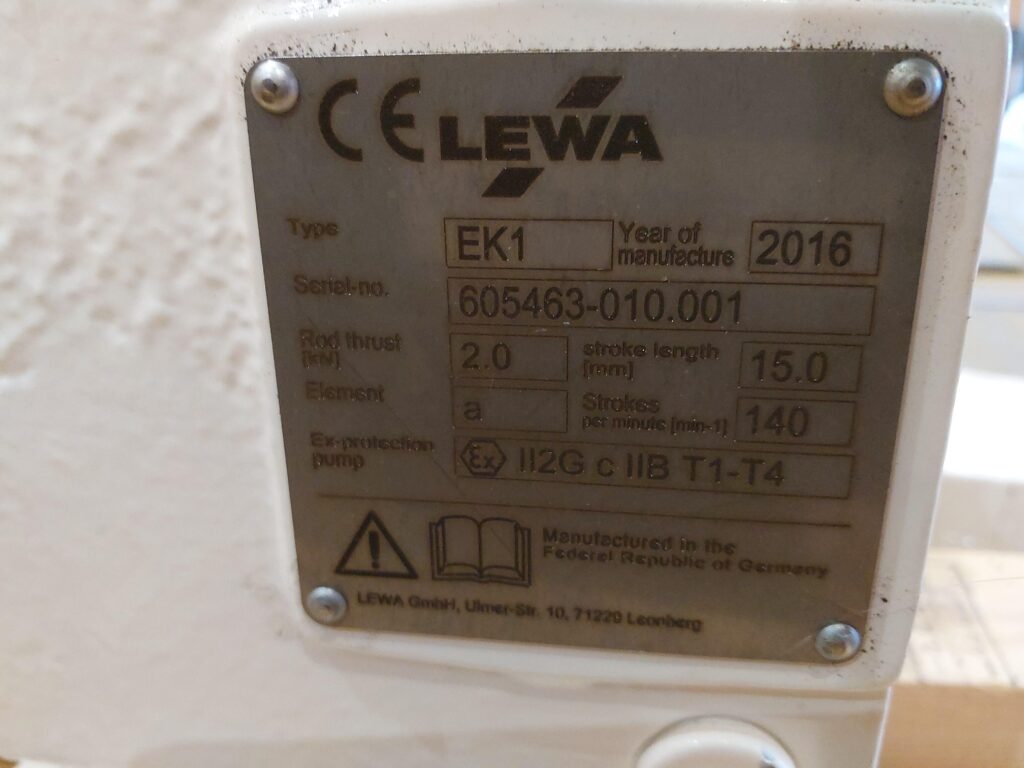 CE LEWA
Type EK1 Year of manufacture 2016
Serial-no. 605463-010.001
Rod thrust [kN] 2.0 stroke length [mm] 15.0
Element a Strokes per minute [min-1] 140
Ex-protection pump Ex II2G c IIB T1-T4
Manufactured in the
Federal Republic of Germany
LEWA GmbH, Ulmer-Str. 10, 71229 Leonberg